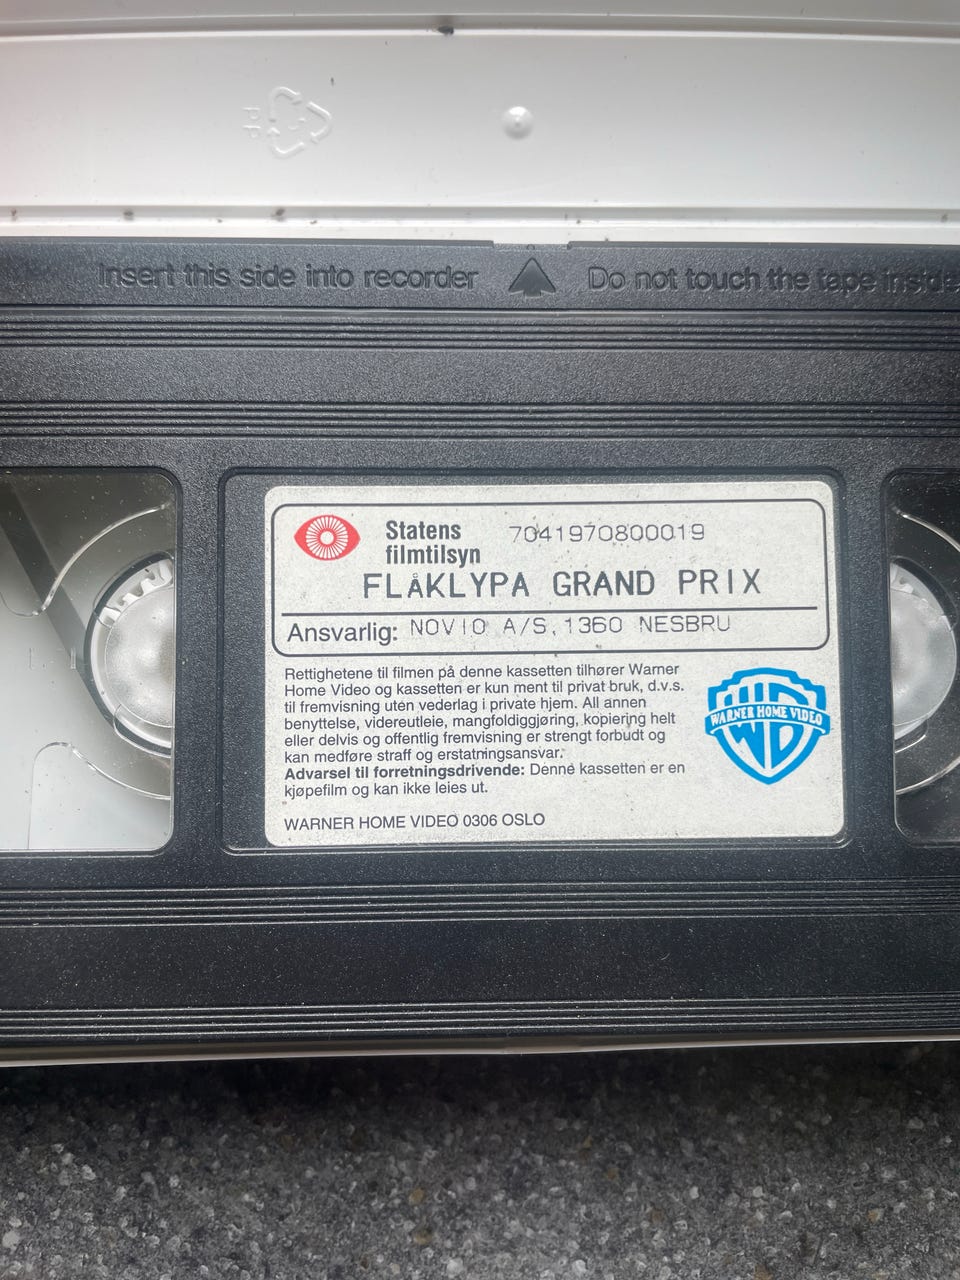 PP
Insert this side into recorder
Do not touch the tape inside
Statens
filmtilsyn
7041970800019
FLÅKLYPA GRAND PRIX
Ansvarlig: NOVIO A/S, 1360 NESBRU
Rettighetene til filmen på denne kassetten tilhører Warner
Home Video og kassetten er kun ment til privat bruk, d.v.s.
til fremvisning uten vederlag i private hjem. All annen
benyttelse, videreutleie, mangfoldiggjøring, kopiering helt
eller delvis og offentlig fremvisning er strengt forbudt og
kan medføre straff og erstatningsansvar.
Advarsel til forretningsdrivende: Denne kassetten er en
kjøpefilm og kan ikke leies ut.
WARNER HOME VIDEO 0306 OSLO
WARNER HOME VIDEO